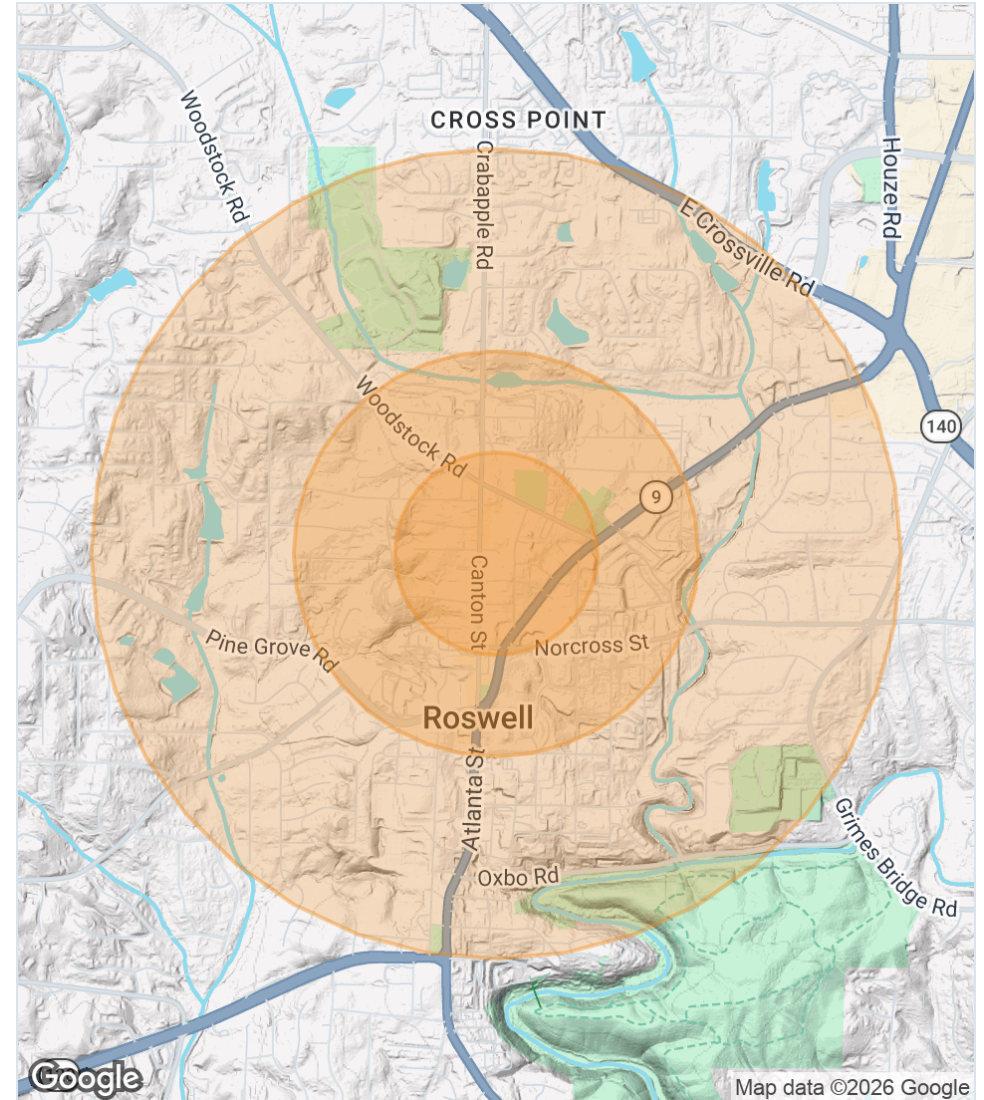 CROSS POINT
Woodstock Rd
Crabapple Rd
Houze Rd
E Crossville Rd
Woodstock Rd
140
9
Canton St
Pine Grove Rd
Norcross St
Roswell
Atlanta St
Oxbo Rd
Grimes Bridge Rd
Google
Map data ©2026 Google